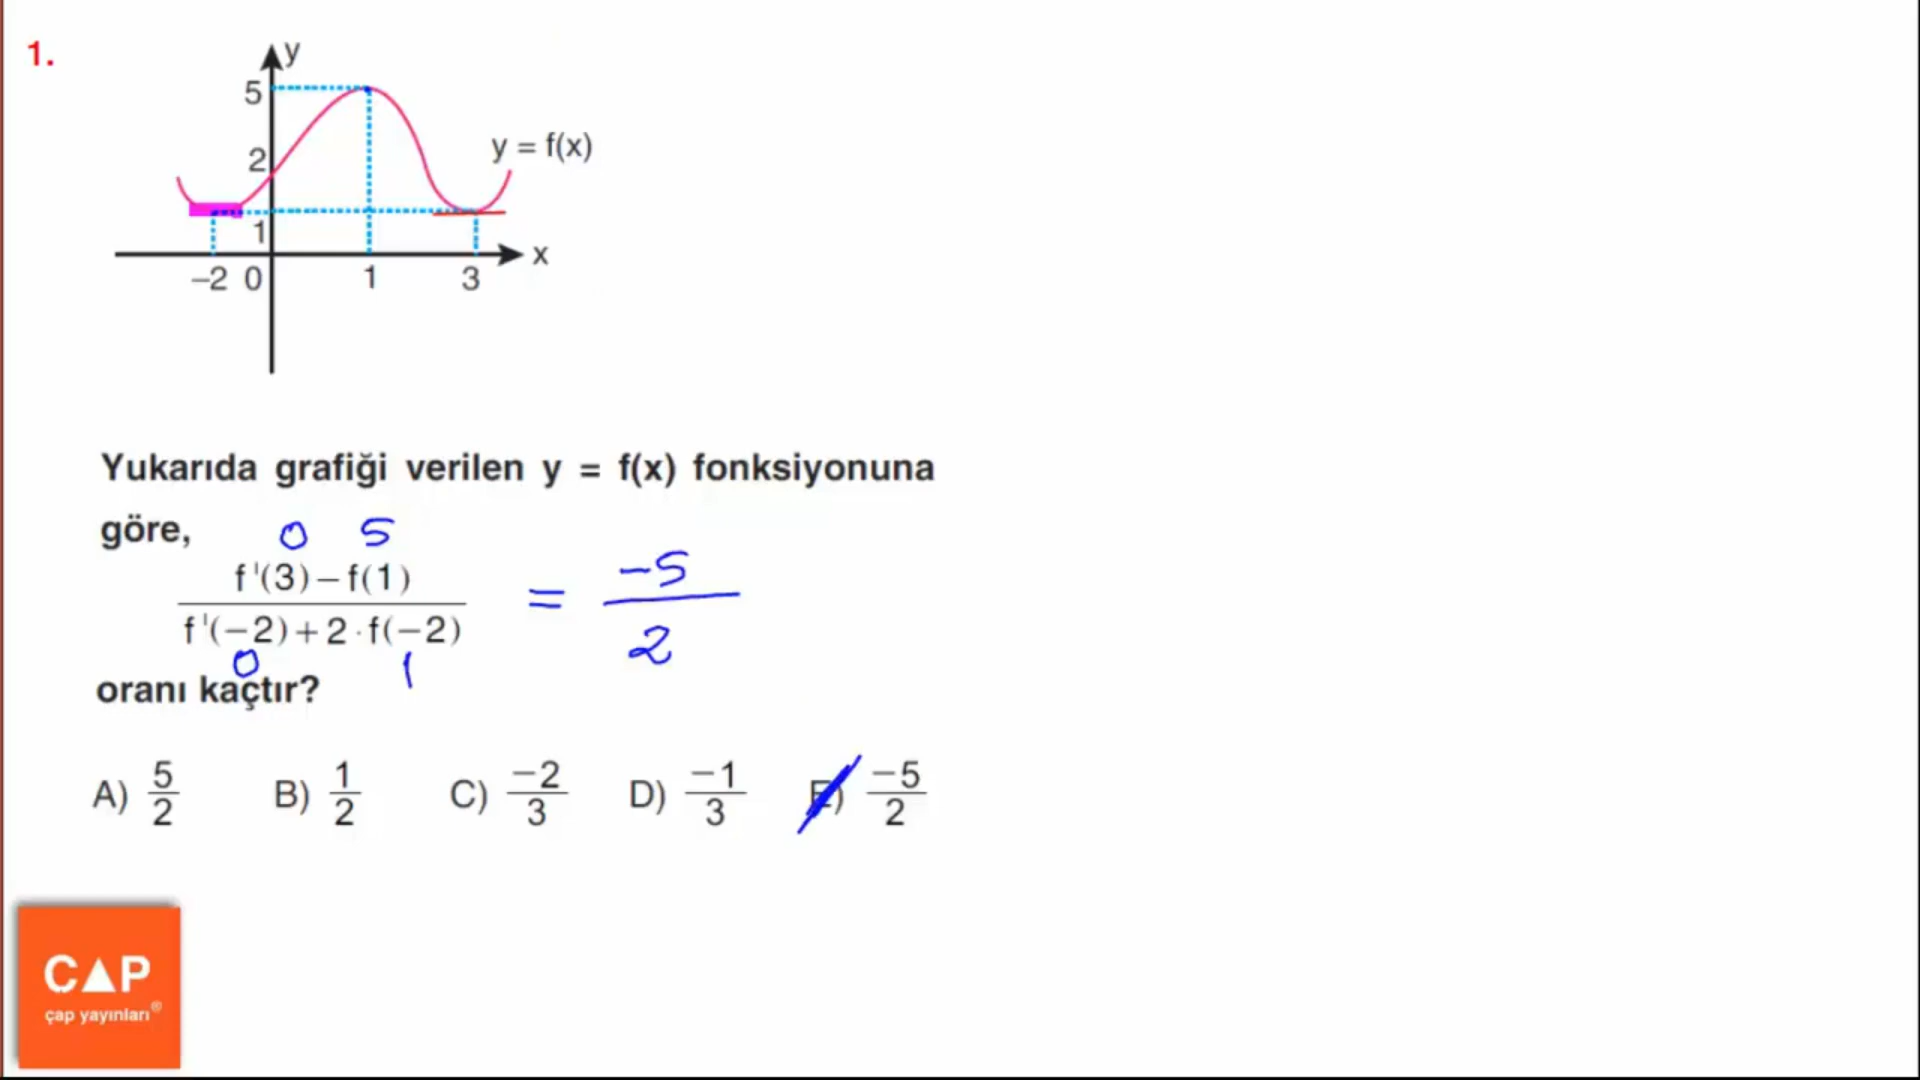 1.
y
5
2
y = f(x)
1
x
–2 0 1 3
Yukarıda grafiği verilen y = f(x) fonksiyonuna
göre,
0 5
f'(3) – f(1)
f'(–2) + 2 · f(–2)
0 1
= –5
2
oranı kaçtır?
A) 5/2 B) 1/2 C) –2/3 D) –1/3 E) –5/2
ÇAP
çap yayınları®